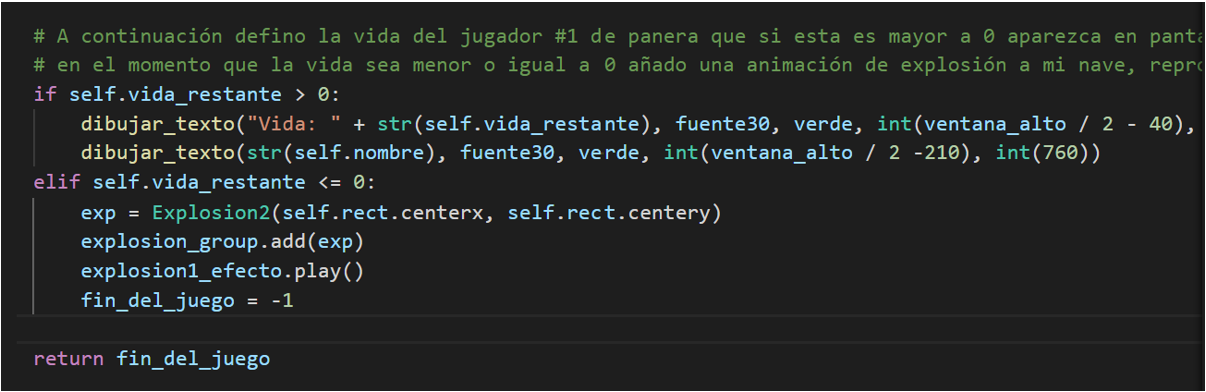 # A continuación defino la vida del jugador #1 de panera que si esta es mayor a 0 aparezca en
# en el momento que la vida sea menor o igual a 0 añado una animación de explosión a mi nave,
if self.vida_restante > 0:
    dibujar_texto("Vida: " + str(self.vida_restante), fuente30, verde, int(ventana_alto / 2 - 40),
    dibujar_texto(str(self.nombre), fuente30, verde, int(ventana_alto / 2 -210), int(760))
elif self.vida_restante <= 0:
    exp = Explosion2(self.rect.centerx, self.rect.centery)
    explosion_group.add(exp)
    explosion1_efecto.play()
    fin_del_juego = -1
return fin_del_juego